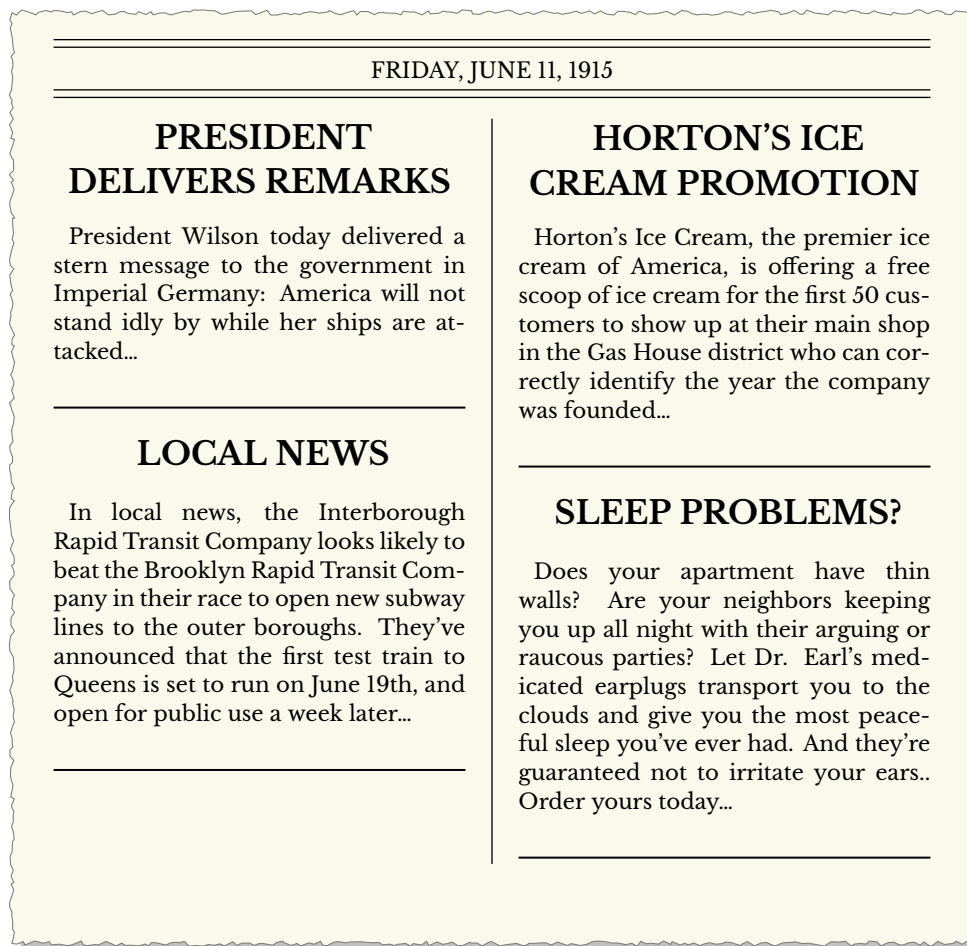 FRIDAY, JUNE 11, 1915
PRESIDENT
DELIVERS REMARKS
President Wilson today delivered a
stern message to the government in
Imperial Germany: America will not
stand idly by while her ships are at-
tacked...
LOCAL NEWS
In local news, the Interborough
Rapid Transit Company looks likely to
beat the Brooklyn Rapid Transit Com-
pany in their race to open new subway
lines to the outer boroughs. They've
announced that the first test train to
Queens is set to run on June 19th, and
open for public use a week later...
HORTON'S ICE
CREAM PROMOTION
Horton's Ice Cream, the premier ice
cream of America, is offering a free
scoop of ice cream for the first 50 cus-
tomers to show up at their main shop
in the Gas House district who can cor-
rectly identify the year the company
was founded...
SLEEP PROBLEMS?
Does your apartment have thin
walls? Are your neighbors keeping
you up all night with their arguing or
raucous parties? Let Dr. Earl's med-
icated earplugs transport you to the
clouds and give you the most peace-
ful sleep you've ever had. And they're
guaranteed not to irritate your ears..
Order yours today...